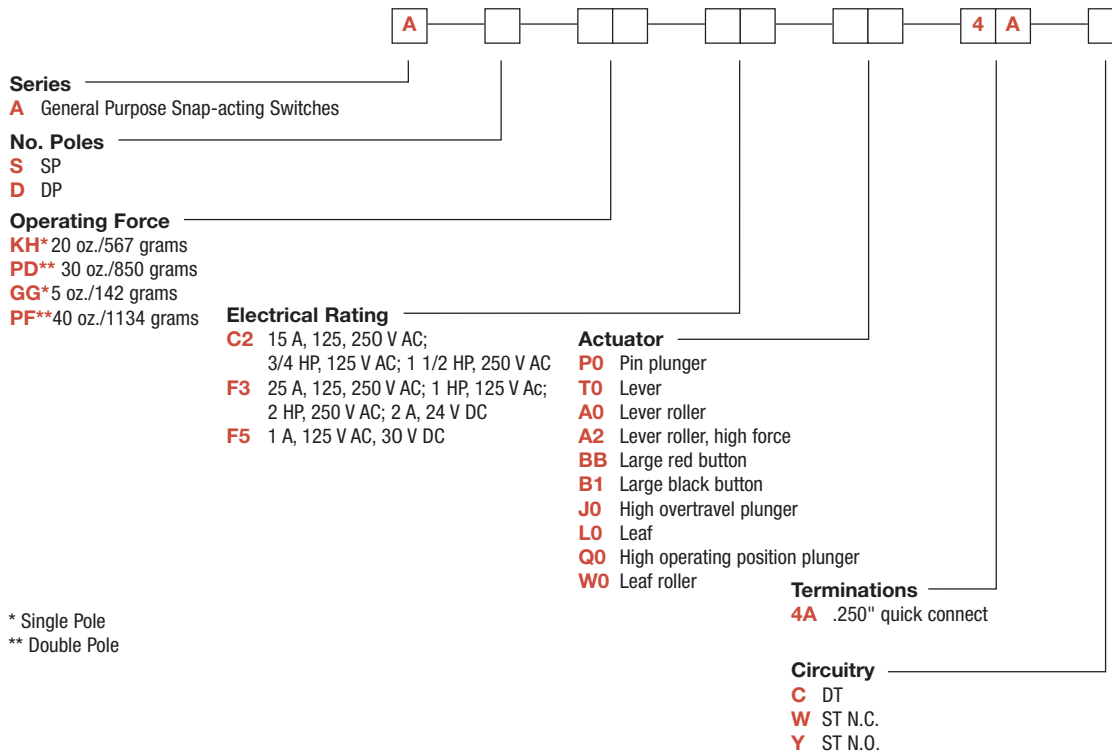 A 4 A
Series
A General Purpose Snap-acting Switches
No. Poles
S SP
D DP
Operating Force
KH* 20 oz./567 grams
PD** 30 oz./850 grams
GG* 5 oz./142 grams
PF** 40 oz./1134 grams
Electrical Rating
C2 15 A, 125, 250 V AC;
3/4 HP, 125 V AC; 1 1/2 HP, 250 V AC
F3 25 A, 125, 250 V AC; 1 HP, 125 V Ac;
2 HP, 250 V AC; 2 A, 24 V DC
F5 1 A, 125 V AC, 30 V DC
Actuator
P0 Pin plunger
T0 Lever
A0 Lever roller
A2 Lever roller, high force
BB Large red button
B1 Large black button
J0 High overtravel plunger
L0 Leaf
Q0 High operating position plunger
W0 Leaf roller
Terminations
4A .250" quick connect
* Single Pole
** Double Pole
Circuitry
C DT
W ST N.C.
Y ST N.O.